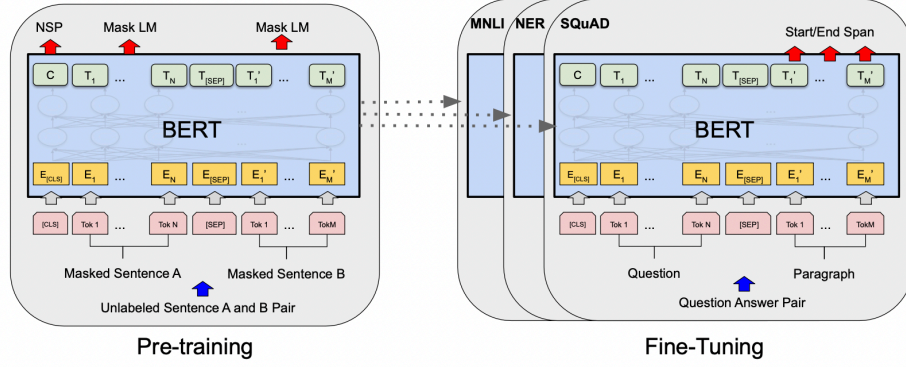 NSP Mask LM Mask LM
C T1 ... TN T[SEP] T1' ... TM'
BERT
E[CLS] E1 ... EN E[SEP] E1' ... EM'
[CLS] Tok 1 ... Tok N [SEP] Tok 1 ... TokM
Masked Sentence A Masked Sentence B
Unlabeled Sentence A and B Pair
Pre-training
MNLI NER SQuAD
Start/End Span
C T1 ... TN T[SEP] T1' ... TM'
BERT
E[CLS] E1 ... EN E[SEP] E1' ... EM'
[CLS] Tok 1 ... Tok N [SEP] Tok 1 ... TokM
Question Paragraph
Question Answer Pair
Fine-Tuning